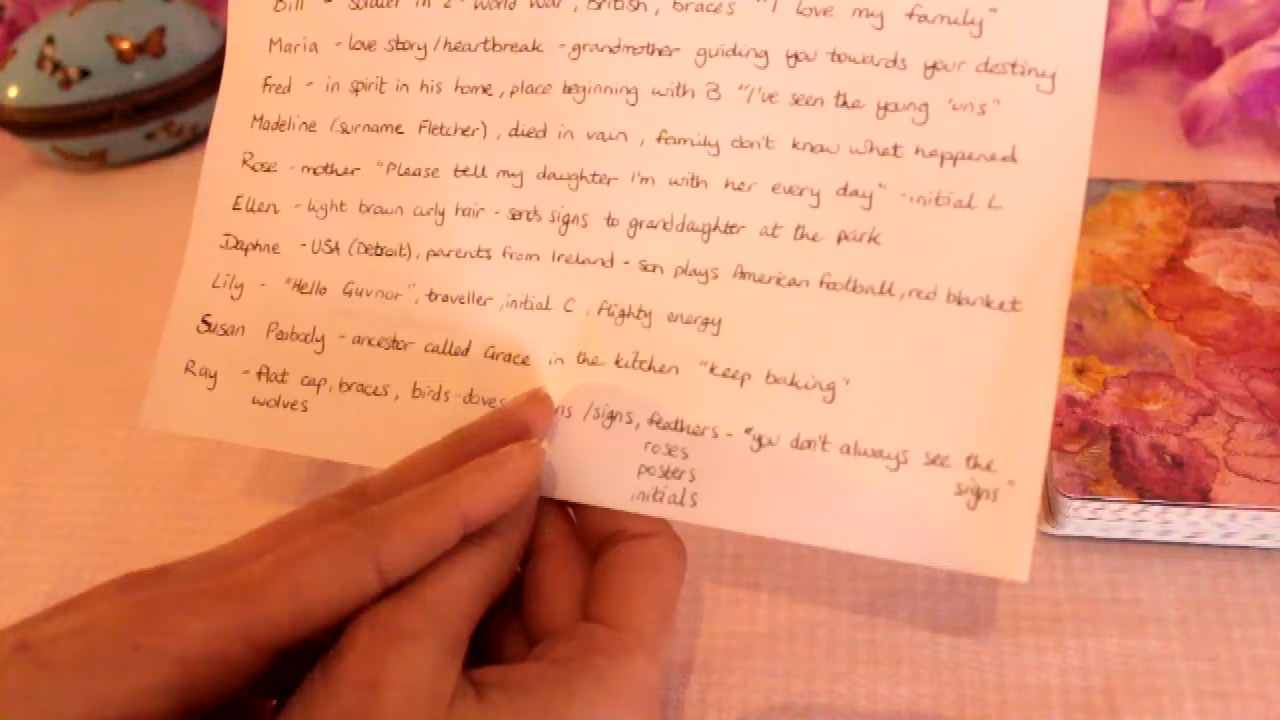 Bill - soldier in 2nd World War, British, braces "I love my family"
Maria - love story/heartbreak - grandmother guiding you towards your destiny
Fred - in spirit in his home, place beginning with B "I've seen the young 'uns"
Madeline (surname Fletcher), died in vain, family don't know what happened
Rose - mother "Please tell my daughter I'm with her every day" - initial L
Ellen - light brown curly hair - sends signs to granddaughter at the park
Daphne - USA (Detroit), parents from Ireland - son plays American football, red blanket
Lily - "Hello Guvnor", traveller, initial C, flighty energy
Susan Peabody - ancestor called Grace in the kitchen "keep baking"
Ray - flat cap, braces, birds-doves /signs, feathers - "you don't always see the signs"
wolves
roses
posters
initials